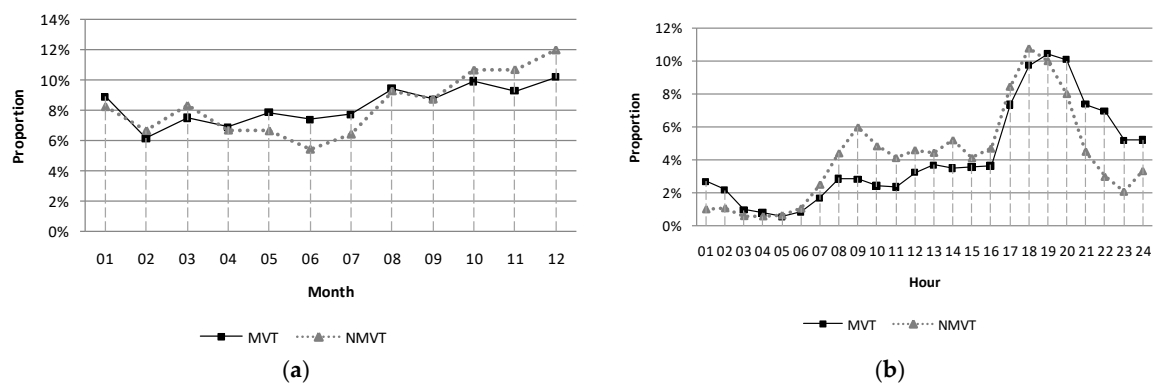 14%
12%
10%
8%
6%
4%
2%
0%
Proportion
01 02 03 04 05 06 07 08 09 10 11 12
Month
MVT NMVT
(a)
12%
10%
8%
6%
4%
2%
0%
Proportion
01 02 03 04 05 06 07 08 09 10 11 12 13 14 15 16 17 18 19 20 21 22 23 24
Hour
MVT NMVT
(b)